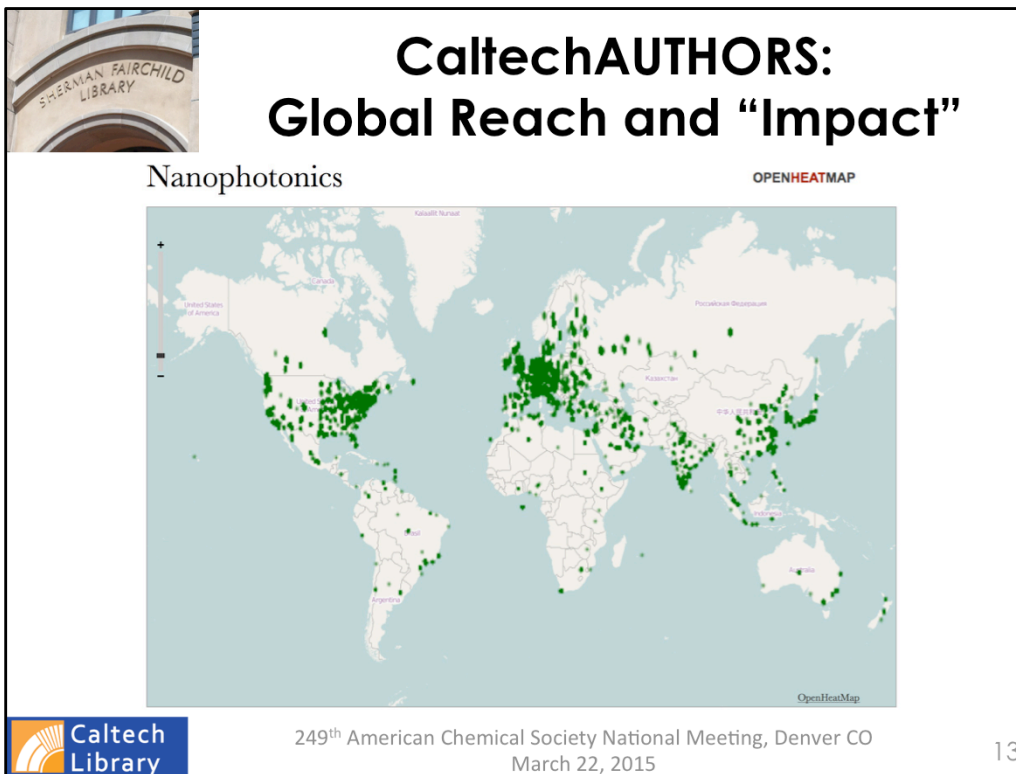 SHERMAN FAIRCHILD
LIBRARY
CaltechAUTHORS:
Global Reach and “Impact”
Nanophotonics
OPENHEATMAP
Kalaallit Nunaat
Canada
United States
of America
Российская Федерация
Казахстан
United S
Indonesia
Brasil
Australia
Argentina
OpenHeatMap
Caltech
Library
249th American Chemical Society National Meeting, Denver CO
March 22, 2015
13